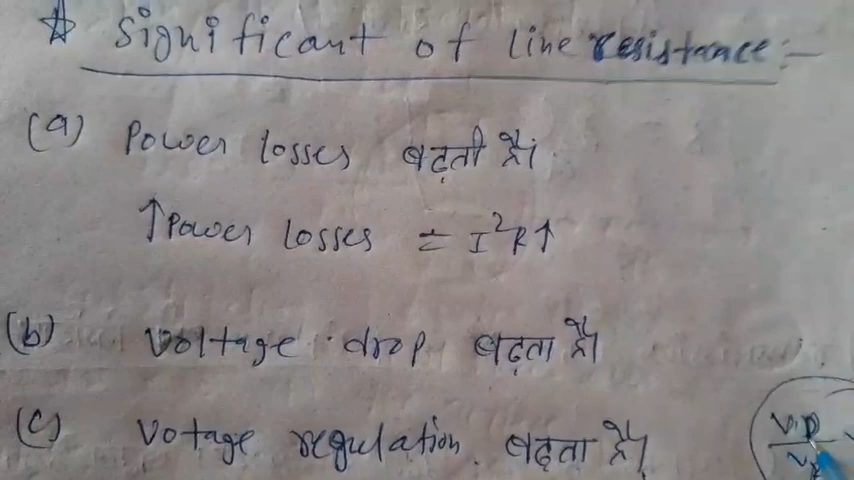 ☆ Significant of line resistance :-
(a) Power losses बढ़ती है।
↑Power losses = I²R↑
(b) Voltage drop बढ़ता है।
(c) Votage regulation बढ़ता है।
V.D